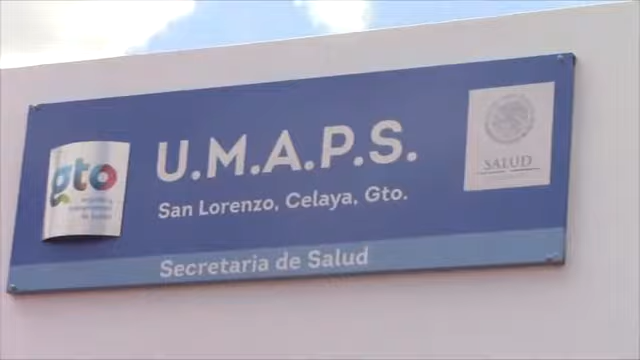 gto
U.M.A.P.S.
San Lorenzo, Celaya, Gto.
Secretaria de Salud
SALUD